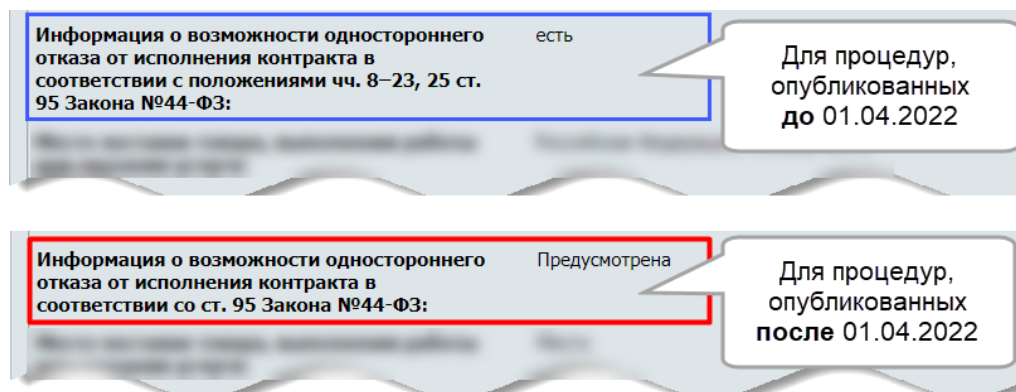 Информация о возможности одностороннего
отказа от исполнения контракта в
соответствии с положениями чч. 8–23, 25 ст.
95 Закона №44-ФЗ:
есть
Для процедур,
опубликованных
до 01.04.2022
Информация о возможности одностороннего
отказа от исполнения контракта в
соответствии со ст. 95 Закона №44-ФЗ:
Предусмотрена
Для процедур,
опубликованных
после 01.04.2022